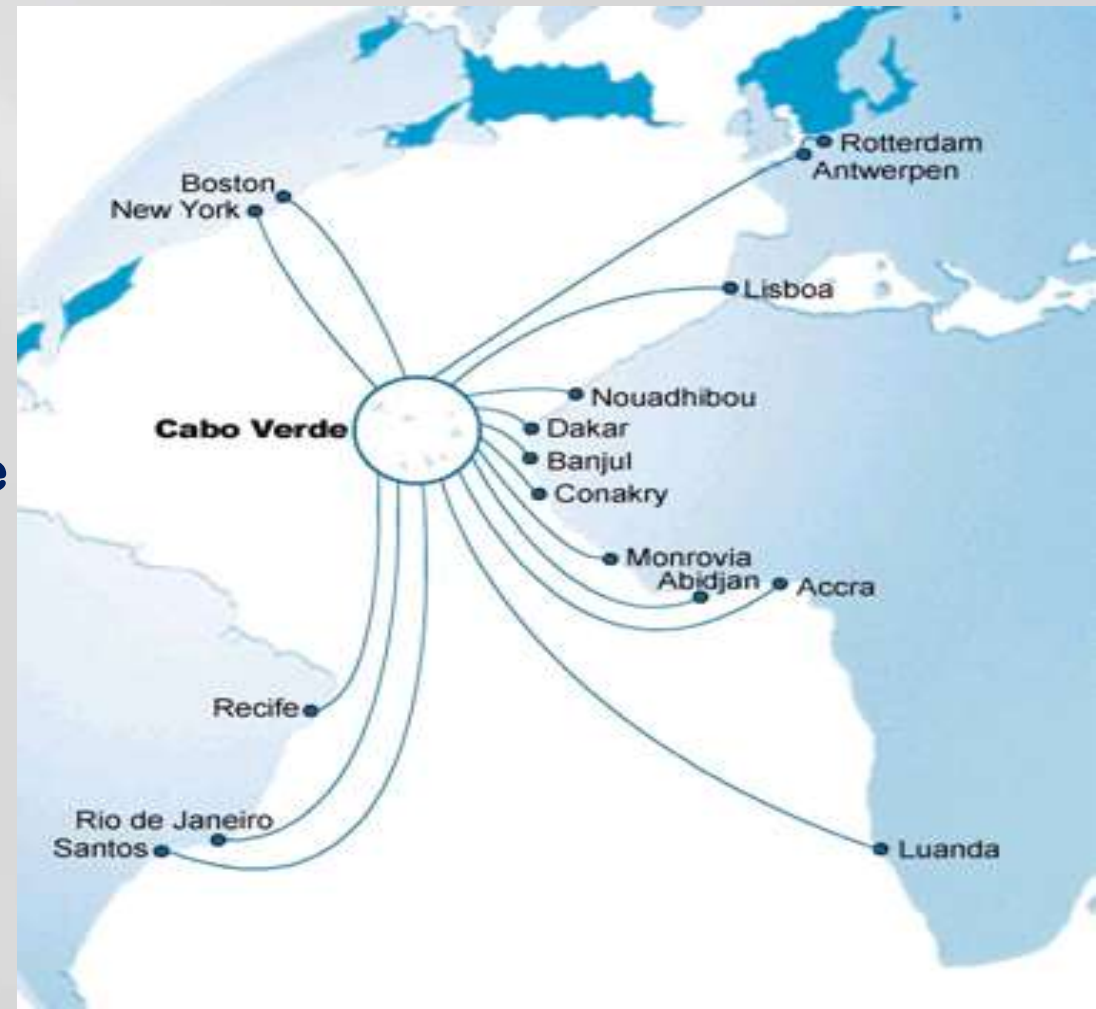 Rotterdam
Antwerpen
Boston
New York
Lisboa
Nouadhibou
Cabo Verde
Dakar
Banjul
Conakry
Monrovia
Abidjan
Accra
Recife
Rio de Janeiro
Santos
Luanda